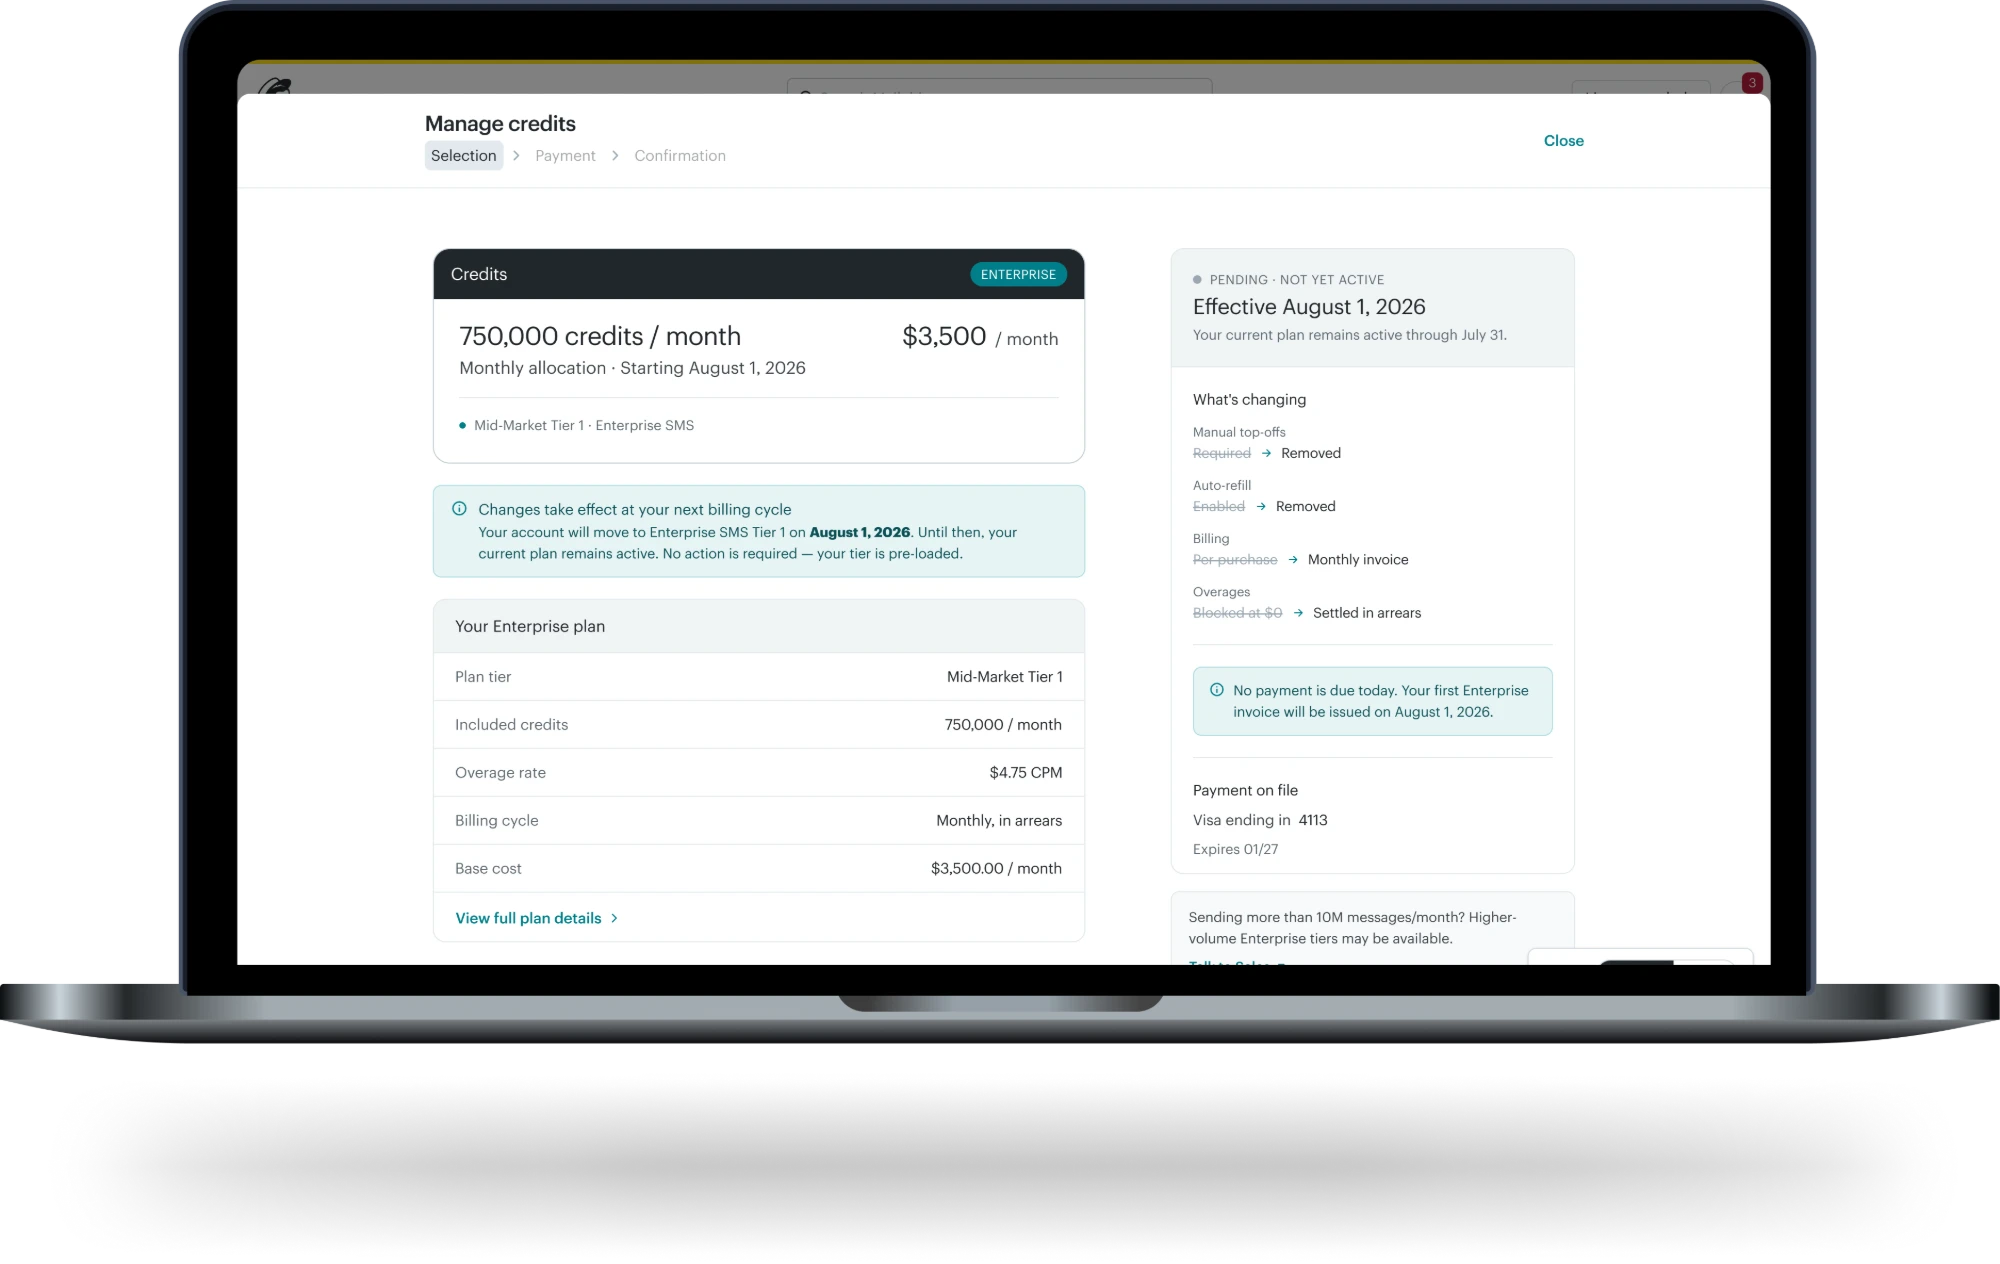 3
Manage credits
Selection > Payment > Confirmation
Close
Credits
ENTERPRISE
750,000 credits / month
$3,500 / month
Monthly allocation · Starting August 1, 2026
Mid-Market Tier 1 · Enterprise SMS
Changes take effect at your next billing cycle
Your account will move to Enterprise SMS Tier 1 on August 1, 2026. Until then, your
current plan remains active. No action is required — your tier is pre-loaded.
Your Enterprise plan
Plan tier Mid-Market Tier 1
Included credits 750,000 / month
Overage rate $4.75 CPM
Billing cycle Monthly, in arrears
Base cost $3,500.00 / month
View full plan details >
PENDING · NOT YET ACTIVE
Effective August 1, 2026
Your current plan remains active through July 31.
What's changing
Manual top-offs
Required → Removed
Auto-refill
Enabled → Removed
Billing
Per purchase → Monthly invoice
Overages
Blocked at $0 → Settled in arrears
No payment is due today. Your first Enterprise
invoice will be issued on August 1, 2026.
Payment on file
Visa ending in 4113
Expires 01/27
Sending more than 10M messages/month? Higher-
volume Enterprise tiers may be available.